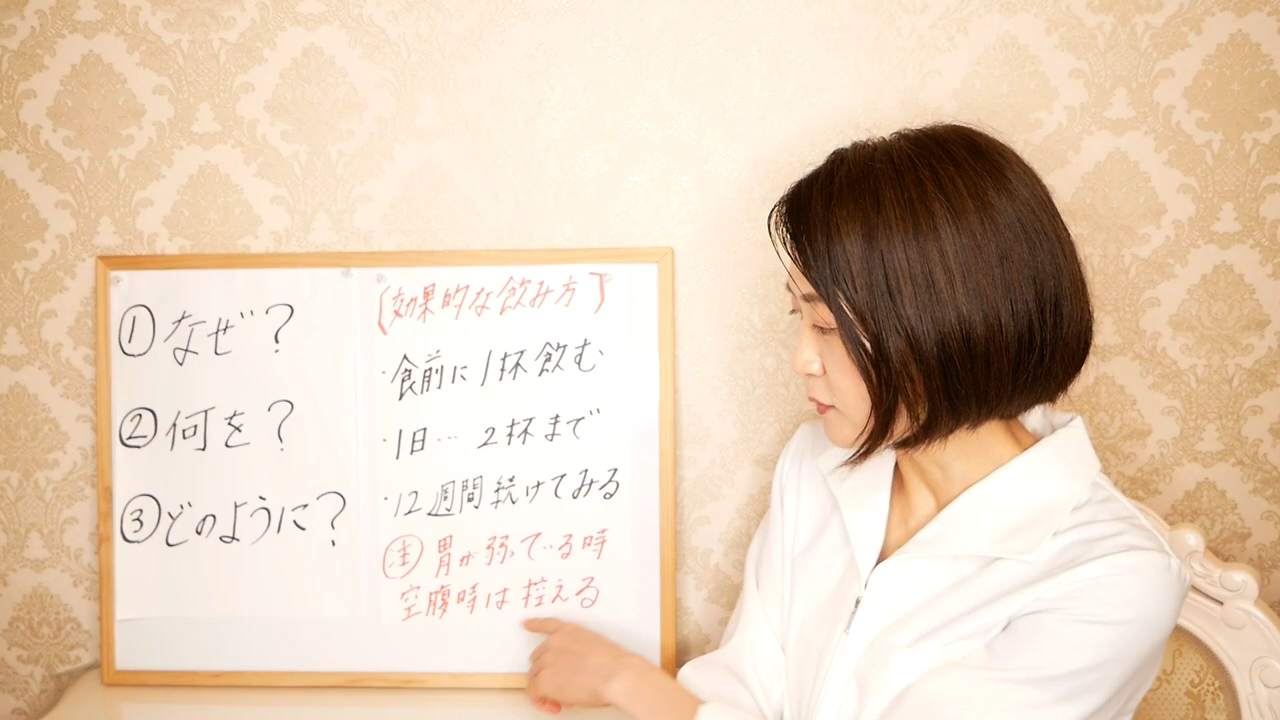 ① なぜ?
② 何を?
③ どのように?
【効果的な飲み方】
・食前に1杯飲む
・1日… 2杯まで
・12週間続けてみる
㊟ 胃が弱っている時
空腹時は控える